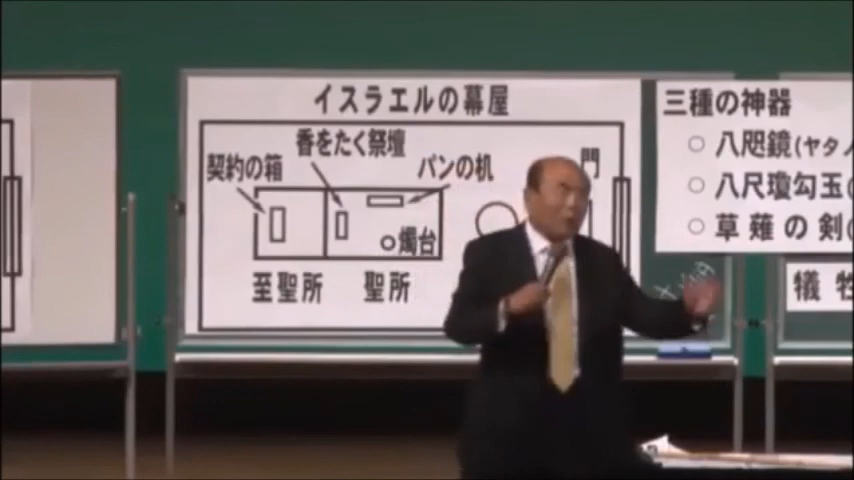 イスラエルの幕屋
香をたく祭壇
契約の箱
パンの机
門
燭台
至聖所
聖所
三種の神器
○ 八咫鏡(ヤタノ
○ 八尺瓊勾玉(
○ 草薙の剣(
犠牲